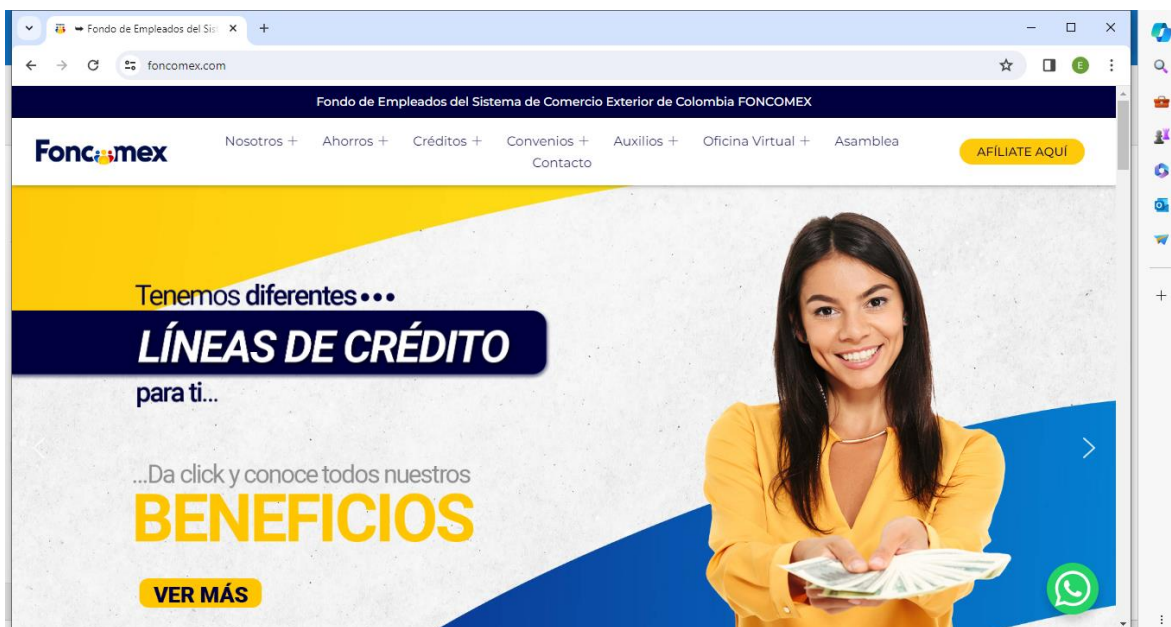 Fondo de Empleados del Sis
foncomex.com
E
Fondo de Empleados del Sistema de Comercio Exterior de Colombia FONCOMEX
Foncomex
Nosotros + Ahorros + Créditos + Convenios + Auxilios + Oficina Virtual + Asamblea
Contacto
AFÍLIATE AQUÍ
Tenemos diferentes •••
LÍNEAS DE CRÉDITO
para ti...
...Da click y conoce todos nuestros
BENEFICIOS
VER MÁS